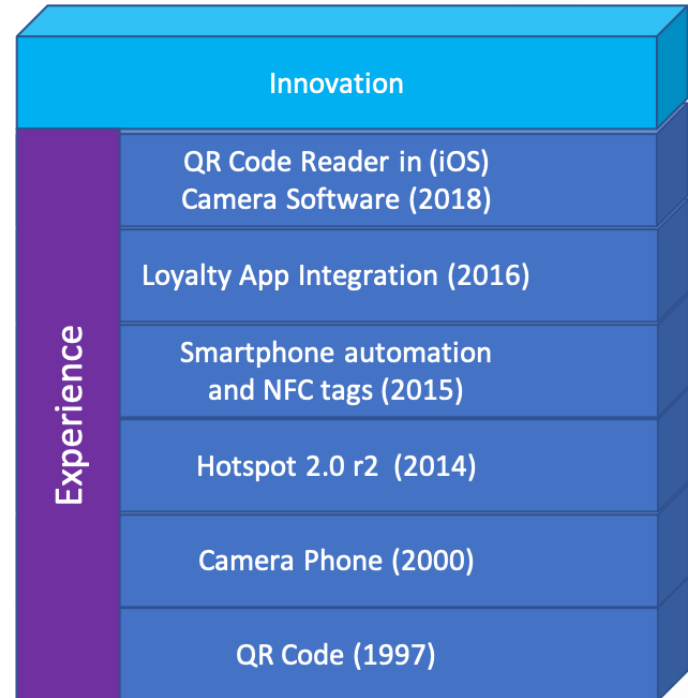 Innovation
QR Code Reader in (iOS)
Camera Software (2018)
Loyalty App Integration (2016)
Smartphone automation
and NFC tags (2015)
Hotspot 2.0 r2 (2014)
Camera Phone (2000)
QR Code (1997)
Experience